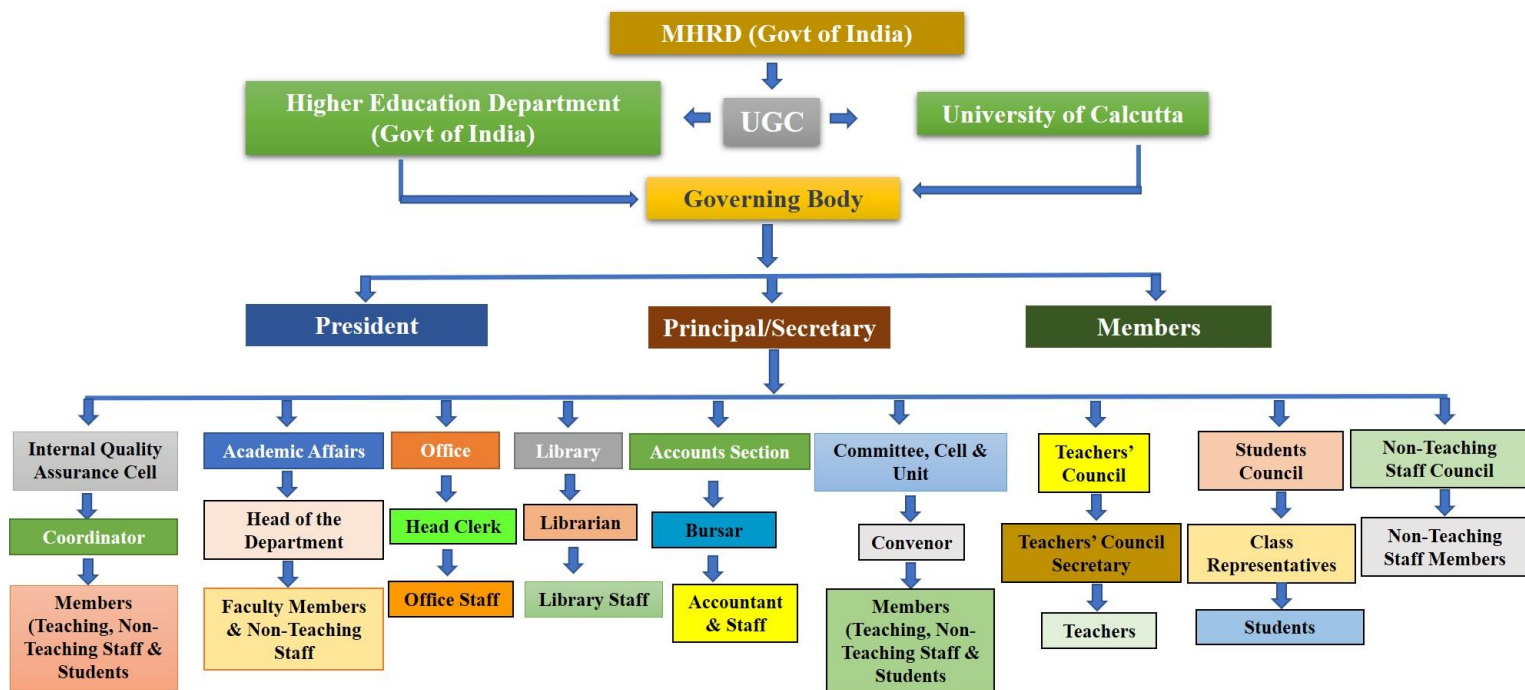 MHRD (Govt of India)
Higher Education Department
(Govt of India)
UGC
University of Calcutta
Governing Body
President
Principal/Secretary
Members
Internal Quality
Assurance Cell
Academic Affairs
Office
Library
Accounts Section
Committee, Cell &
Unit
Teachers’
Council
Students
Council
Non-Teaching
Staff Council
Coordinator
Head of the
Department
Head Clerk
Librarian
Bursar
Convenor
Teachers’ Council
Secretary
Class
Representatives
Non-Teaching
Staff Members
Members
(Teaching, Non-
Teaching Staff &
Students
Faculty Members
& Non-Teaching
Staff
Office Staff
Library Staff
Accountant
& Staff
Members
(Teaching, Non-
Teaching Staff &
Students
Teachers
Students